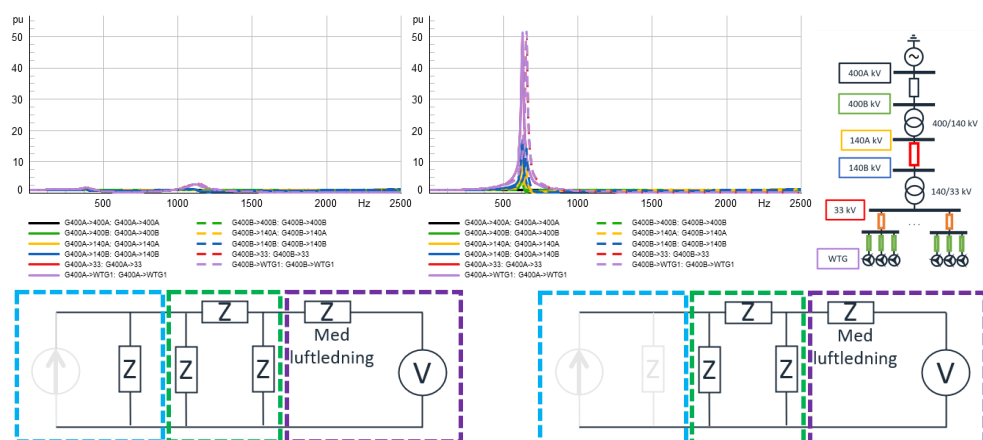 pu
50
40
30
20
10
0
500
1000
1500
Hz
2000
2500
G400A->400A: G400A->400A
G400A->400B: G400A->400B
G400A->140A: G400A->140A
G400A->140B: G400A->140B
G400A->33: G400A->33
G400A->WTG1: G400A->WTG1
G400B->400B: G400B->400B
G400B->140A: G400B->140A
G400B->140B: G400B->140B
G400B->33: G400B->33
G400B->WTG1: G400B->WTG1
pu
50
40
30
20
10
0
500
1000
1500
Hz
2000
2500
G400A->400A: G400A->400A
G400A->400B: G400A->400B
G400A->140A: G400A->140A
G400A->140B: G400A->140B
G400A->33: G400A->33
G400A->WTG1: G400A->WTG1
G400B->400B: G400B->400B
G400B->140A: G400B->140A
G400B->140B: G400B->140B
G400B->33: G400B->33
G400B->WTG1: G400B->WTG1
400A kV
400B kV
400/140 kV
140A kV
140B kV
140/33 kV
33 kV
...
WTG
Z
Z
Z
Z
Z
Med
luftledning
V
Z
Z
Z
Z
Z
Med
luftledning
V